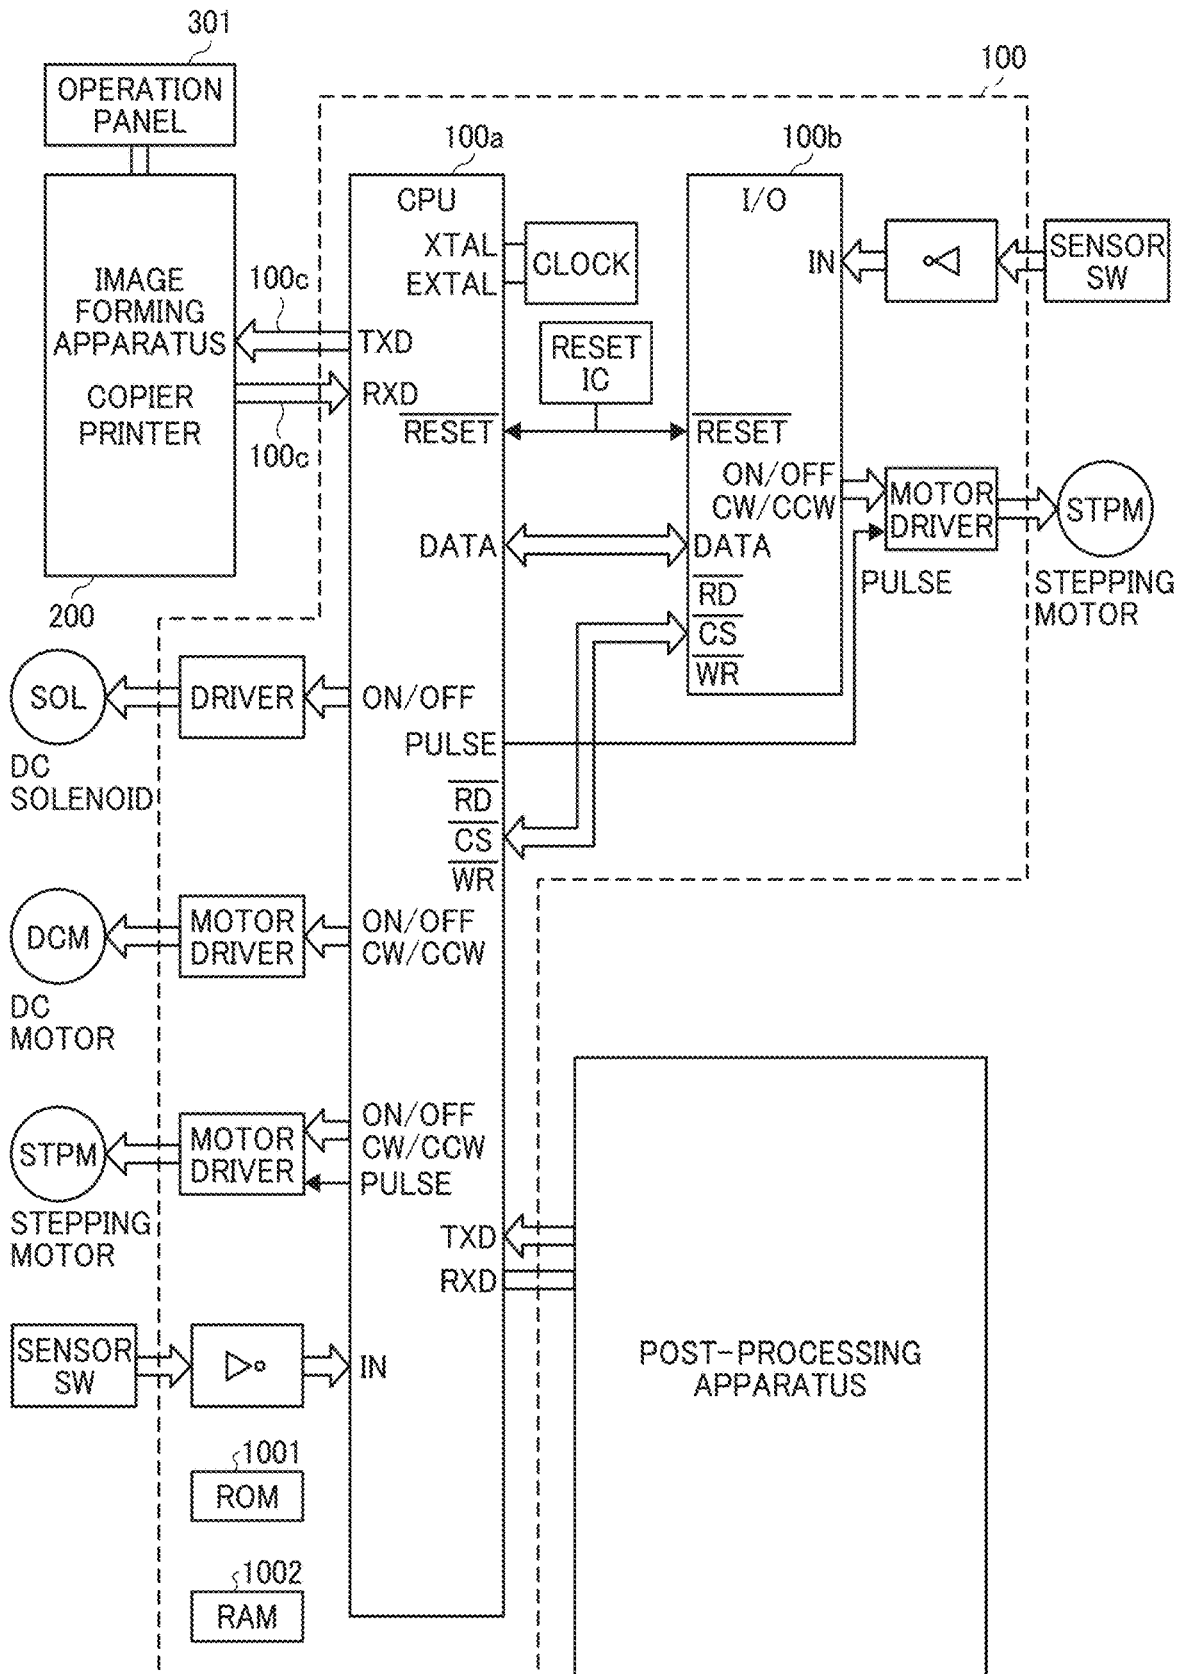 301
OPERATION
PANEL
100
100a
100b
CPU
I/O
XTAL
EXTAL
CLOCK
IN
SENSOR
SW
IMAGE
FORMING
APPARATUS
COPIER
PRINTER
100c
TXD
RXD
100c
RESET
IC
RESET
RESET
ON/OFF
CW/CCW
MOTOR
DRIVER
STPM
DATA
DATA
PULSE
STEPPING
MOTOR
200
RD
CS
WR
SOL
DRIVER
ON/OFF
DC
SOLENOID
PULSE
RD
CS
WR
DCM
MOTOR
DRIVER
ON/OFF
CW/CCW
DC
MOTOR
STPM
MOTOR
DRIVER
ON/OFF
CW/CCW
PULSE
STEPPING
MOTOR
TXD
RXD
SENSOR
SW
IN
POST-PROCESSING
APPARATUS
1001
ROM
1002
RAM